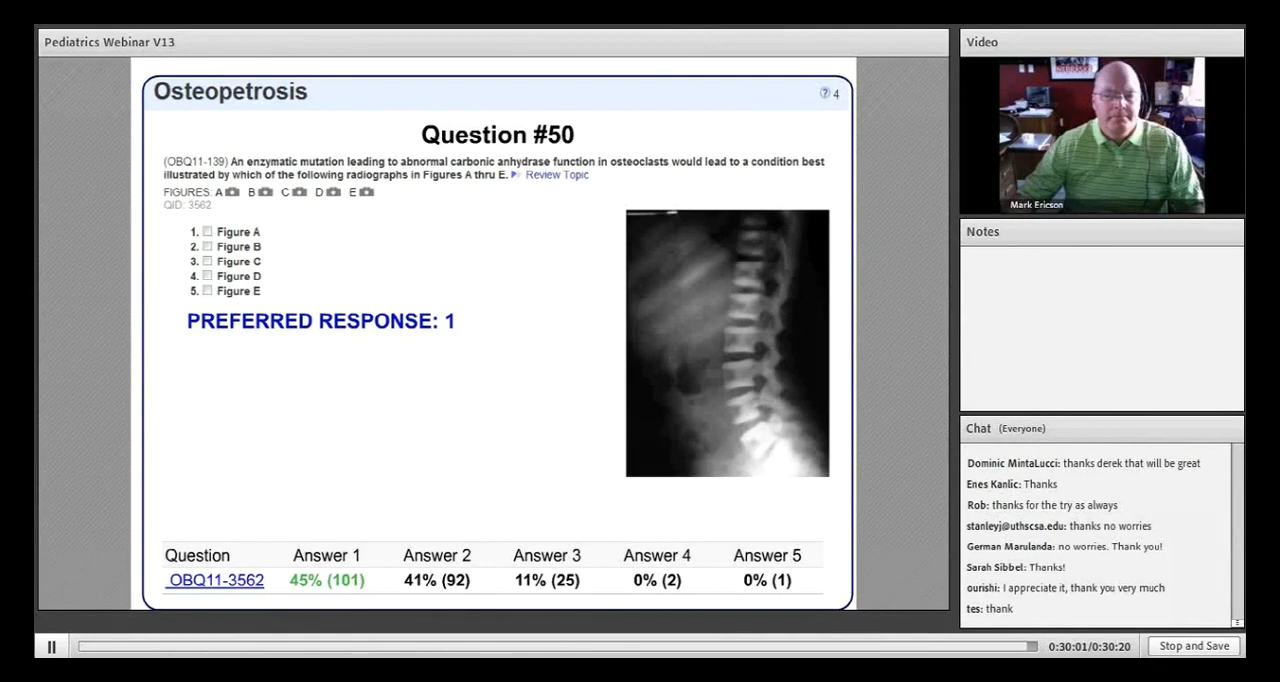 Pediatrics Webinar V13
Osteopetrosis
4
Question #50
(OBQ11-139) An enzymatic mutation leading to abnormal carbonic anhydrase function in osteoclasts would lead to a condition best
illustrated by which of the following radiographs in Figures A thru E. Review Topic
FIGURES: A B C D E
QID: 3562
1. Figure A
2. Figure B
3. Figure C
4. Figure D
5. Figure E
PREFERRED RESPONSE: 1
Question Answer 1 Answer 2 Answer 3 Answer 4 Answer 5
OBQ11-3562 45% (101) 41% (92) 11% (25) 0% (2) 0% (1)
Video
Mark Ericson
Notes
Chat (Everyone)
Dominic MintaLucci: thanks derek that will be great
Enes Kanlic: Thanks
Rob: thanks for the try as always
stanleyj@uthscsa.edu: thanks no worries
German Marulanda: no worries. Thank you!
Sarah Sibbel: Thanks!
ourishi: I appreciate it, thank you very much
tes: thank
0:30:01/0:30:20
Stop and Save